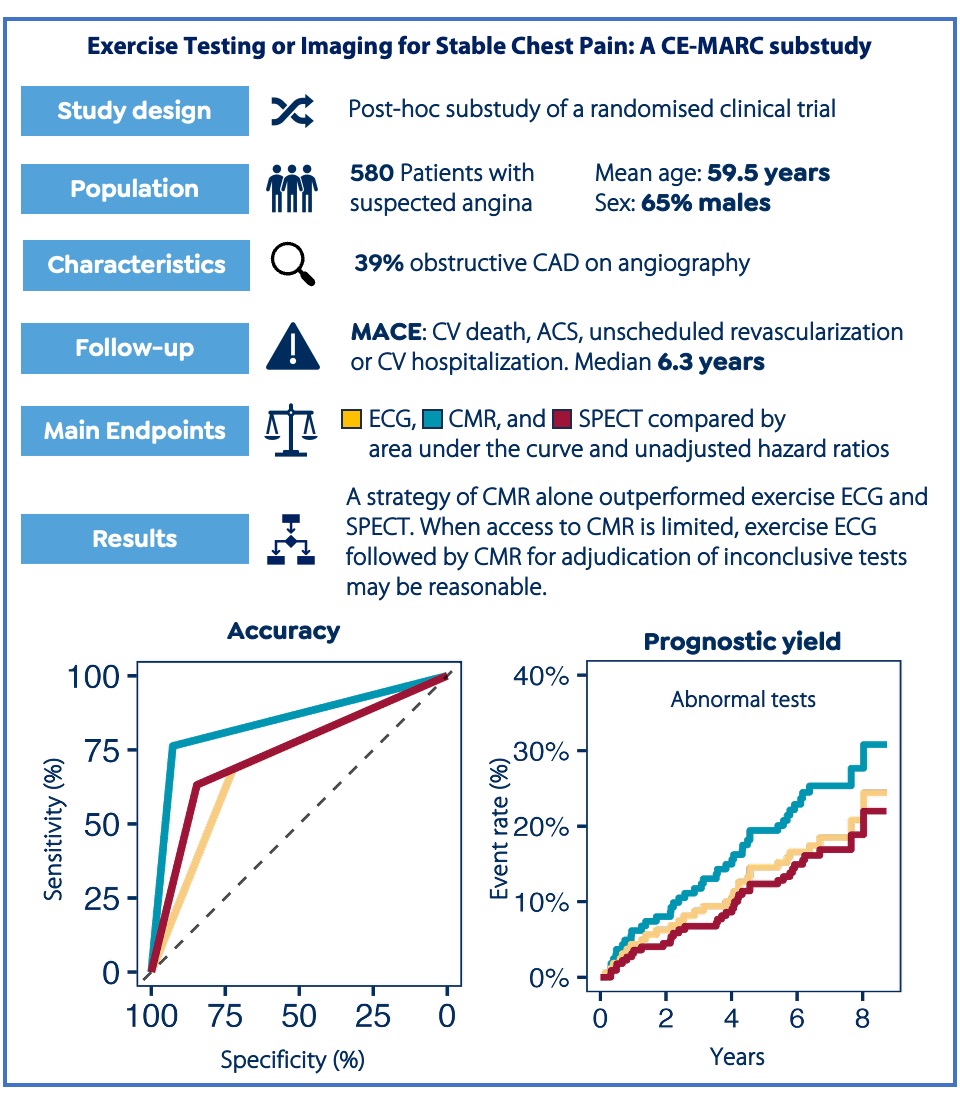 Exercise Testing or Imaging for Stable Chest Pain: A CE-MARC substudy
Study design
Post-hoc substudy of a randomised clinical trial
Population
580 Patients with
suspected angina
Mean age: 59.5 years
Sex: 65% males
Characteristics
39% obstructive CAD on angiography
Follow-up
MACE: CV death, ACS, unscheduled revascularization
or CV hospitalization. Median 6.3 years
Main Endpoints
ECG, CMR, and SPECT compared by
area under the curve and unadjusted hazard ratios
Results
A strategy of CMR alone outperformed exercise ECG and
SPECT. When access to CMR is limited, exercise ECG
followed by CMR for adjudication of inconclusive tests
may be reasonable.
Accuracy
Sensitivity (%)
100
75
50
25
0
100 75 50 25 0
Specificity (%)
Prognostic yield
Abnormal tests
Event rate (%)
40%
30%
20%
10%
0%
0 2 4 6 8
Years